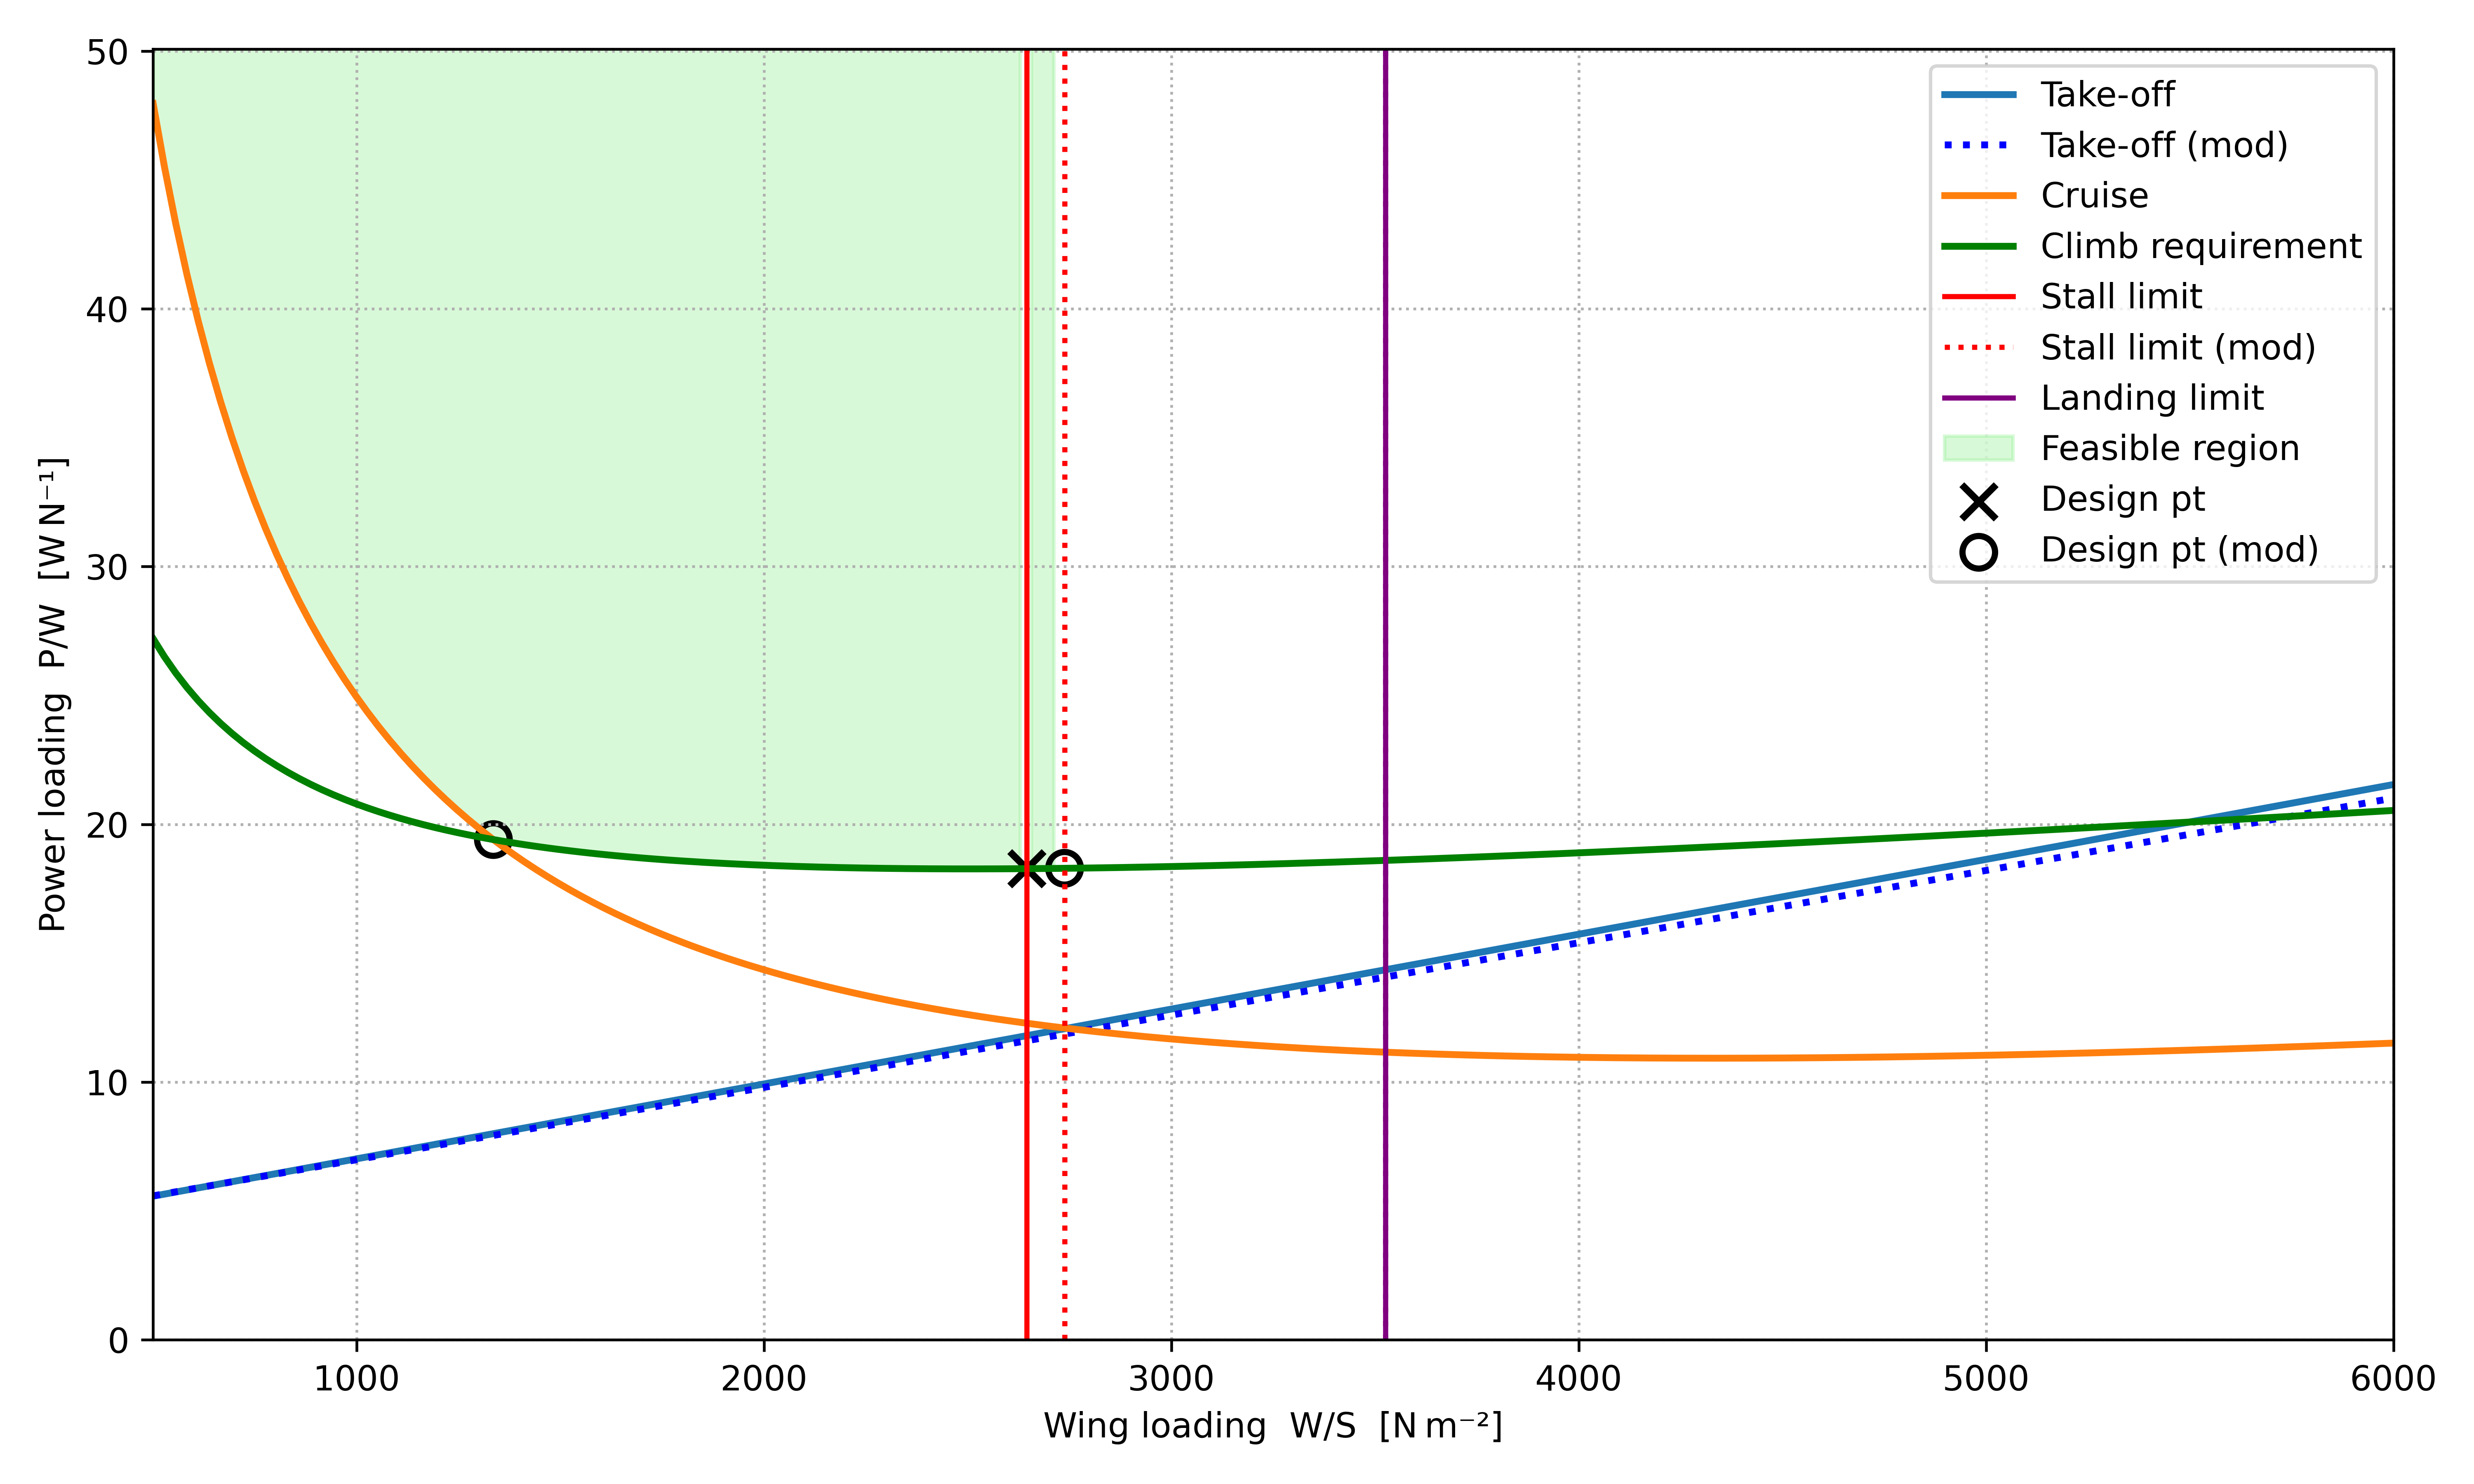 50
40
30
20
10
0
Power loading  P/W  [W N⁻¹]
1000
2000
3000
4000
5000
6000
Wing loading  W/S  [N m⁻²]
Take-off
Take-off (mod)
Cruise
Climb requirement
Stall limit
Stall limit (mod)
Landing limit
Feasible region
Design pt
Design pt (mod)